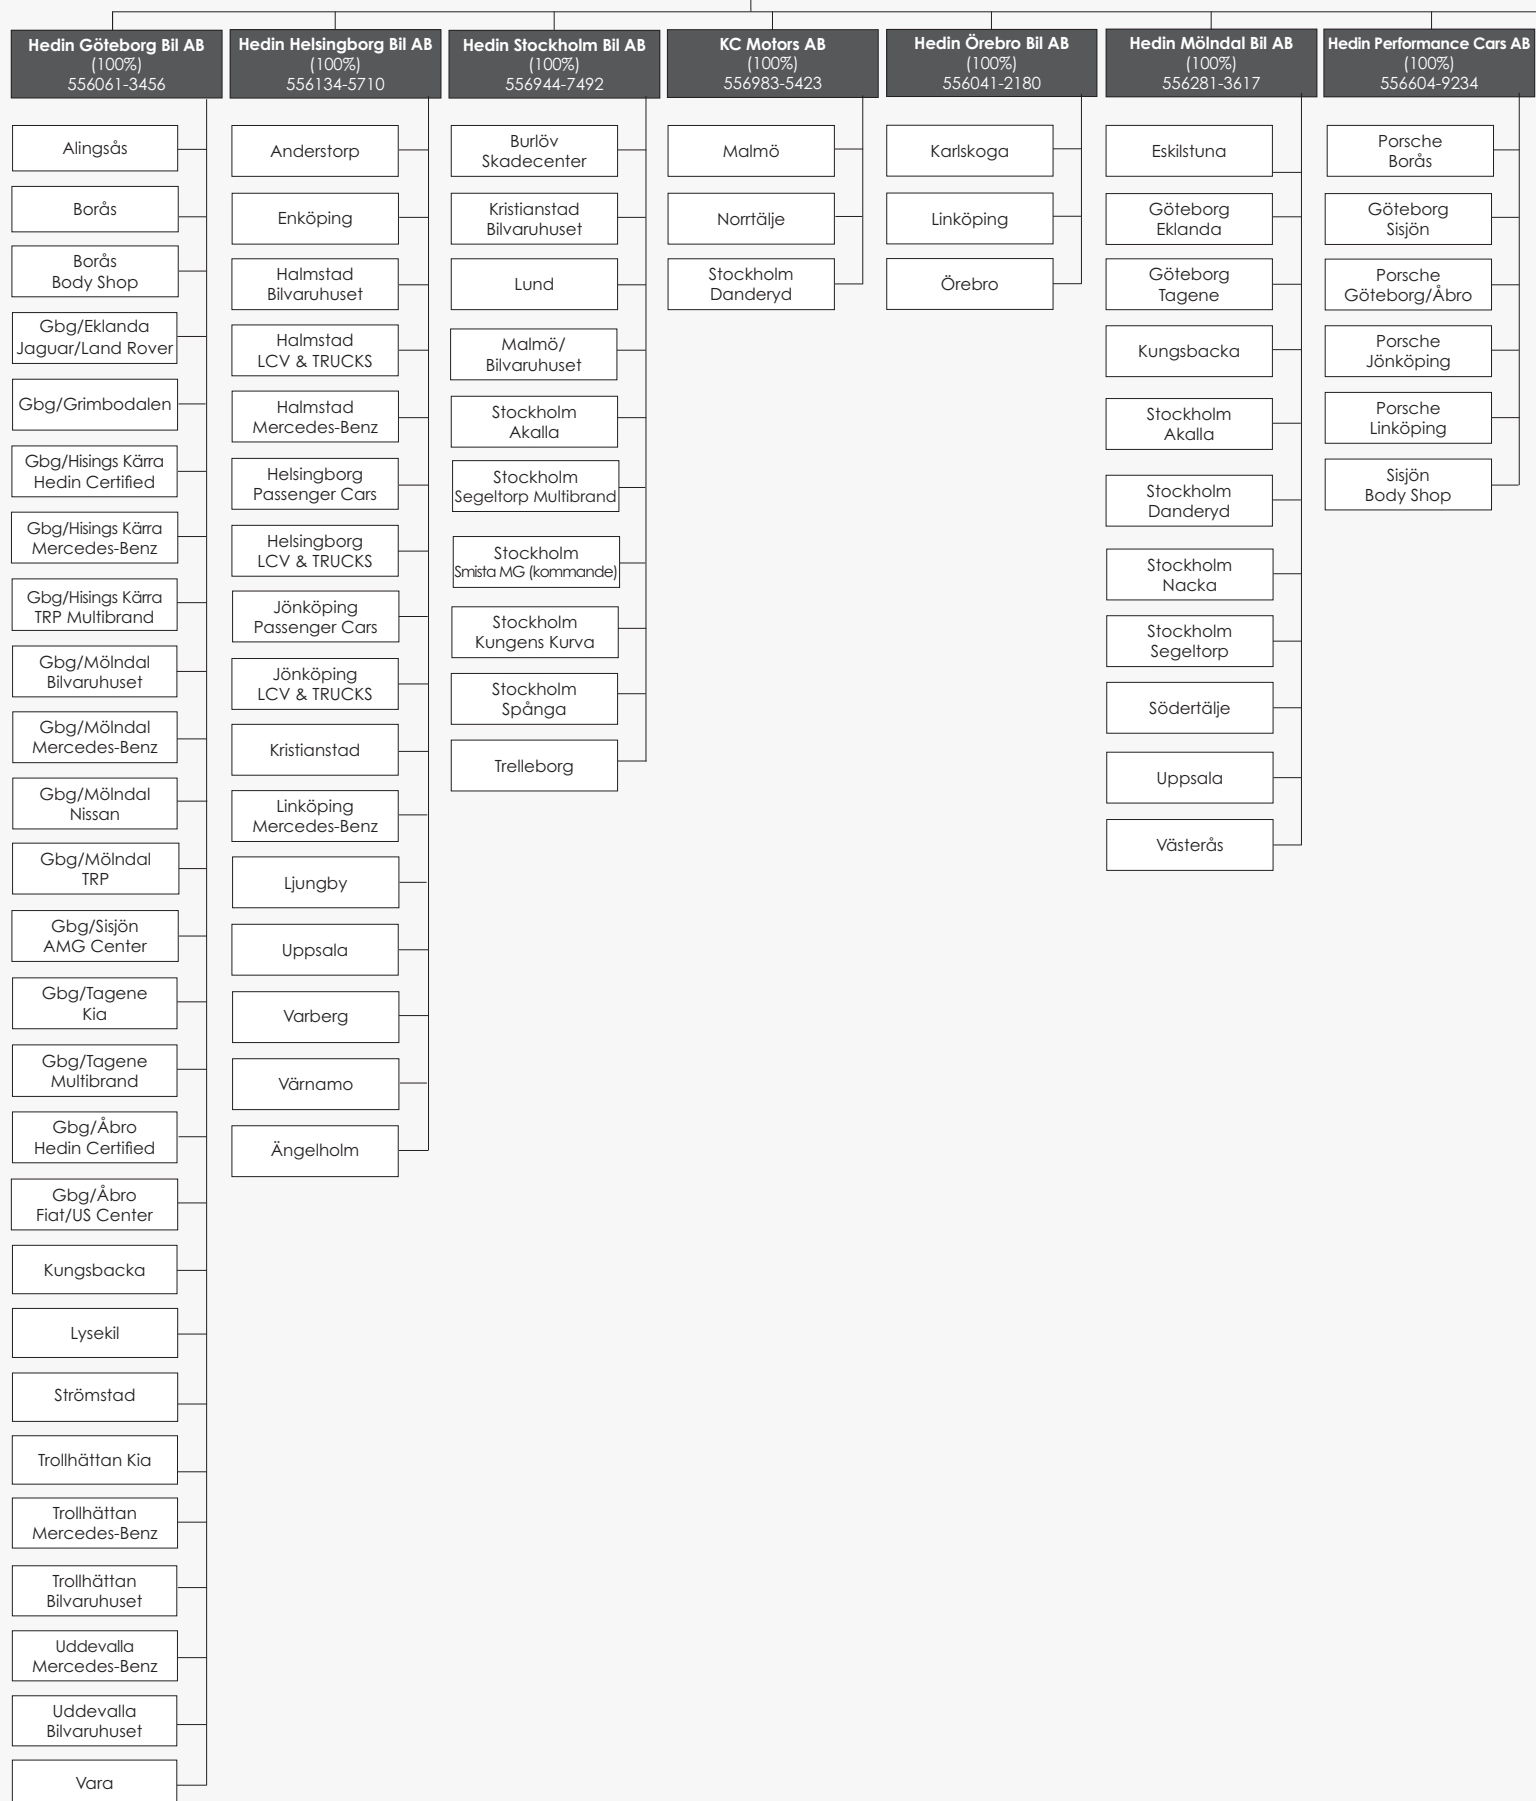 Hedin Göteborg Bil AB
(100%)
556061-3456
Alingsås
Borås
Borås
Body Shop
Gbg/Eklanda
Jaguar/Land Rover
Gbg/Grimbodalen
Gbg/Hisings Kärra
Hedin Certified
Gbg/Hisings Kärra
Mercedes-Benz
Gbg/Hisings Kärra
TRP Multibrand
Gbg/Mölndal
Bilvaruhuset
Gbg/Mölndal
Mercedes-Benz
Gbg/Mölndal
Nissan
Gbg/Mölndal
TRP
Gbg/Sisjön
AMG Center
Gbg/Tagene
Kia
Gbg/Tagene
Multibrand
Gbg/Åbro
Hedin Certified
Gbg/Åbro
Fiat/US Center
Kungsbacka
Lysekil
Strömstad
Trollhättan Kia
Trollhättan
Mercedes-Benz
Trollhättan
Bilvaruhuset
Uddevalla
Mercedes-Benz
Uddevalla
Bilvaruhuset
Vara
Hedin Helsingborg Bil AB
(100%)
556134-5710
Anderstorp
Enköping
Halmstad
Bilvaruhuset
Halmstad
LCV & TRUCKS
Halmstad
Mercedes-Benz
Helsingborg
Passenger Cars
Helsingborg
LCV & TRUCKS
Jönköping
Passenger Cars
Jönköping
LCV & TRUCKS
Kristianstad
Linköping
Mercedes-Benz
Ljungby
Uppsala
Varberg
Värnamo
Ängelholm
Hedin Stockholm Bil AB
(100%)
556944-7492
Burlöv
Skadecenter
Kristianstad
Bilvaruhuset
Lund
Malmö/
Bilvaruhuset
Stockholm
Akalla
Stockholm
Segeltorp Multibrand
Stockholm
Smista MG (kommande)
Stockholm
Kungens Kurva
Stockholm
Spånga
Trelleborg
KC Motors AB
(100%)
556983-5423
Malmö
Norrtälje
Stockholm
Danderyd
Hedin Örebro Bil AB
(100%)
556041-2180
Karlskoga
Linköping
Örebro
Hedin Mölndal Bil AB
(100%)
556281-3617
Eskilstuna
Göteborg
Eklanda
Göteborg
Tagene
Kungsbacka
Stockholm
Akalla
Stockholm
Danderyd
Stockholm
Nacka
Stockholm
Segeltorp
Södertälje
Uppsala
Västerås
Hedin Performance Cars AB
(100%)
556604-9234
Porsche
Borås
Göteborg
Sisjön
Porsche
Göteborg/Åbro
Porsche
Jönköping
Porsche
Linköping
Sisjön
Body Shop